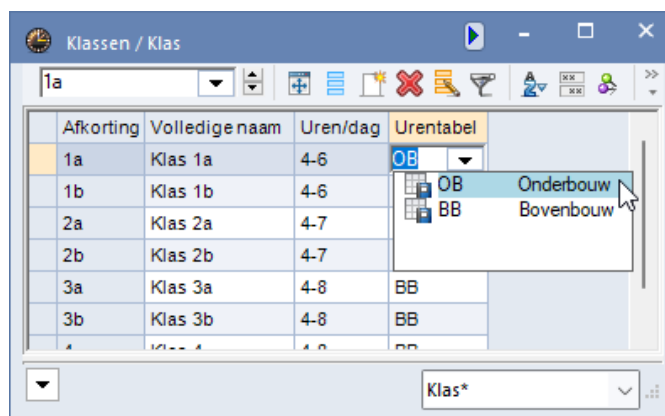 Klassen / Klas
1a
Afkorting Volledige naam Uren/dag Urentabel
1a Klas 1a 4-6 OB
OB Onderbouw
BB Bovenbouw
1b Klas 1b 4-6
2a Klas 2a 4-7
2b Klas 2b 4-7
3a Klas 3a 4-8 BB
3b Klas 3b 4-8 BB
Klas*